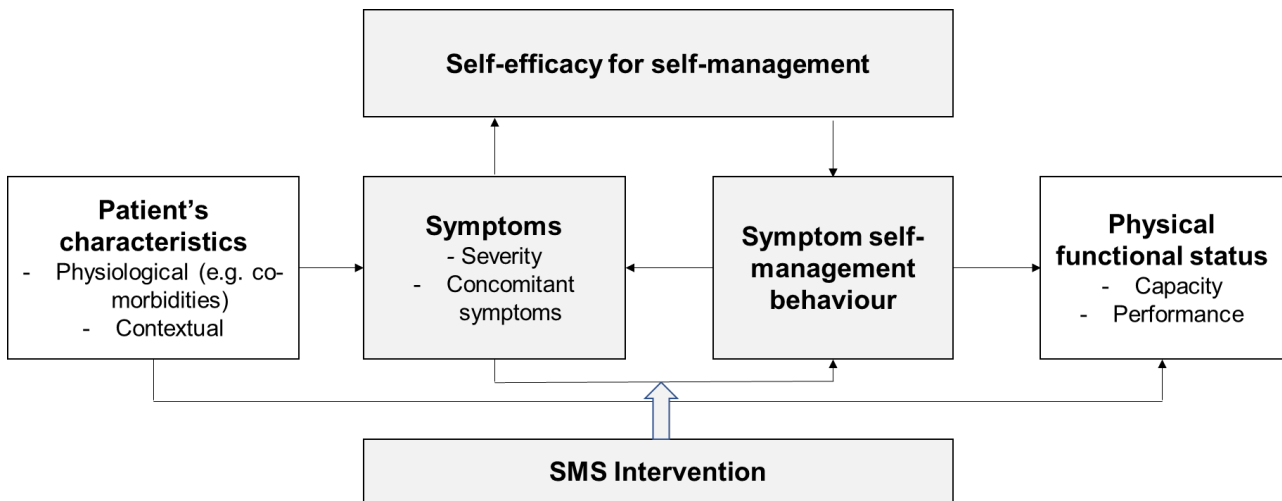 Self-efficacy for self-management
Patient's
characteristics
- Physiological (e.g. co-
morbidities)
- Contextual
Symptoms
- Severity
- Concomitant
symptoms
Symptom self-
management
behaviour
Physical
functional status
- Capacity
- Performance
SMS Intervention